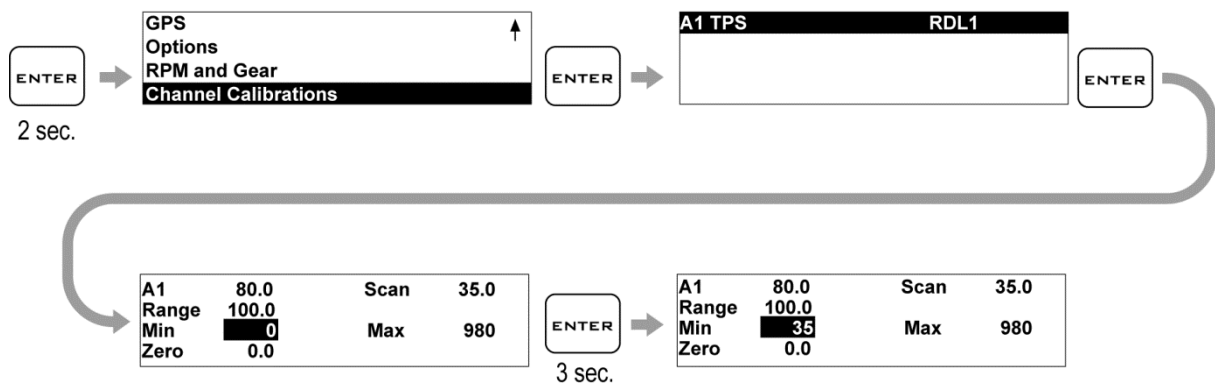 GPS
Options
RPM and Gear
Channel Calibrations
ENTER
2 sec.
ENTER
A1 TPS RDL1
ENTER
A1 80.0 Scan 35.0
Range 100.0
Min 0 Max 980
Zero 0.0
ENTER
3 sec.
A1 80.0 Scan 35.0
Range 100.0
Min 35 Max 980
Zero 0.0